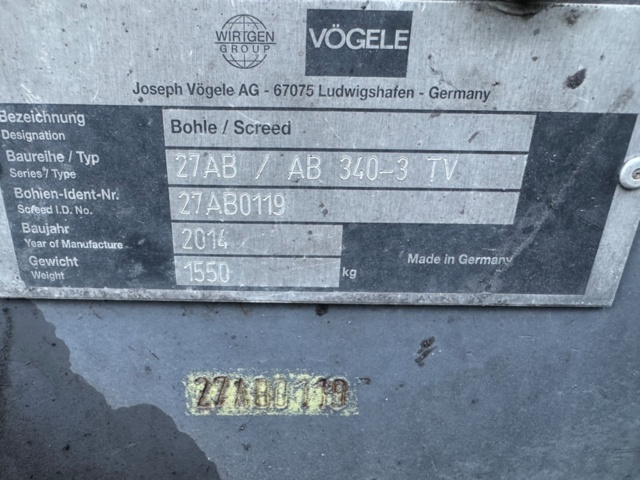 WIRTGEN
GROUP
VÖGELE
Joseph Vögele AG - 67075 Ludwigshafen - Germany
Bezeichnung
Designation
Bohle / Screed
Baureihe / Typ
Series / Type
27AB / AB 340-3 TV
Bohlen-Ident-Nr.
Screed I.D. No.
27AB0119
Baujahr
Year of Manufacture
2014
Gewicht
Weight
1550 kg
Made in Germany
27AB0119